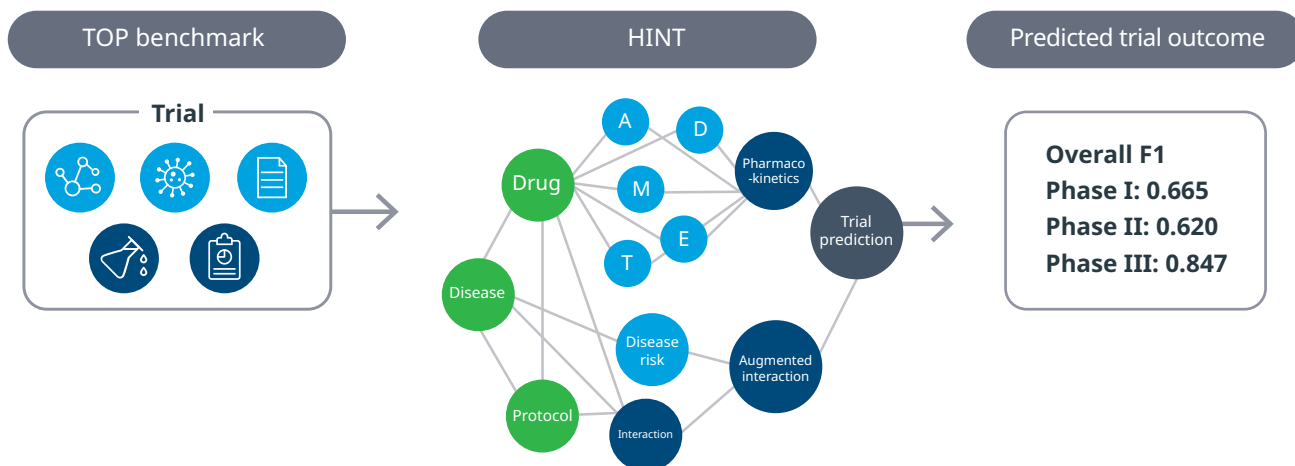 TOP benchmark
HINT
Predicted trial outcome
Trial
A
D
M
E
T
Drug
Disease
Protocol
Pharmaco
-kinetics
Trial
prediction
Disease
risk
Augmented
interaction
Interaction
Overall F1
Phase I: 0.665
Phase II: 0.620
Phase III: 0.847